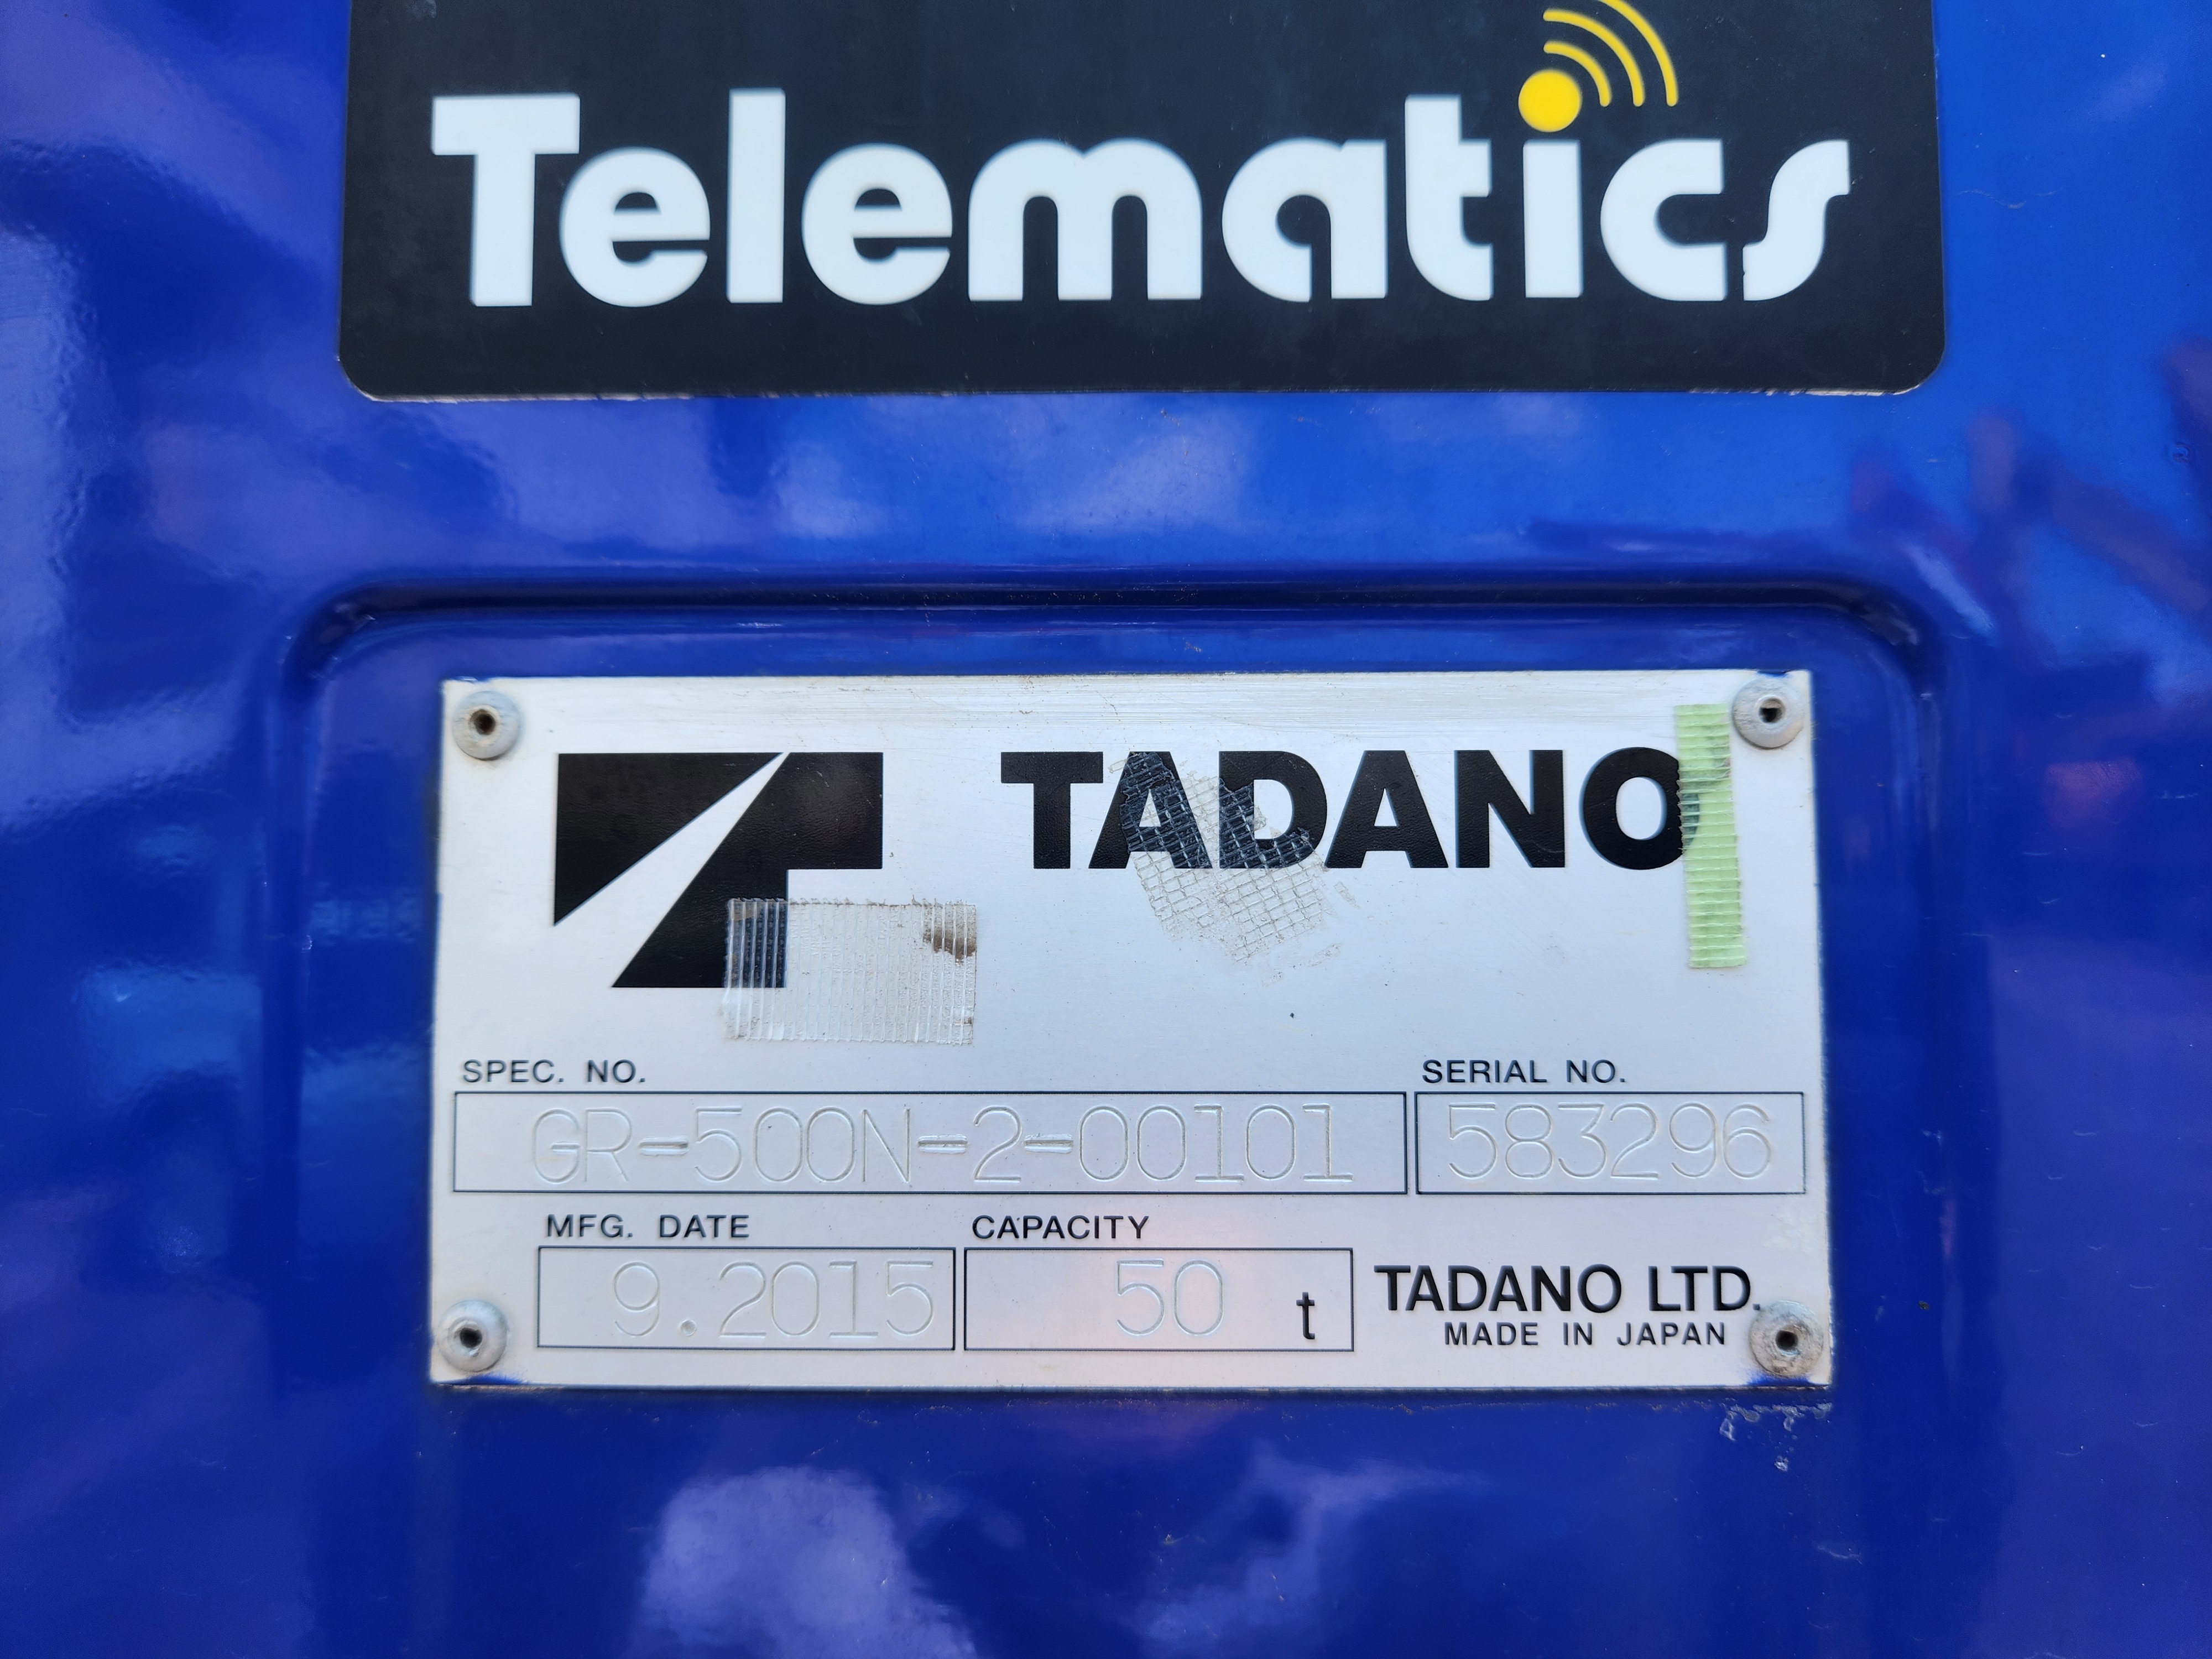 Telematics
TADANO
SPEC. NO.
GR-500N-2-00101
SERIAL NO.
583296
MFG. DATE
9.2015
CAPACITY
50 t
TADANO LTD.
MADE IN JAPAN